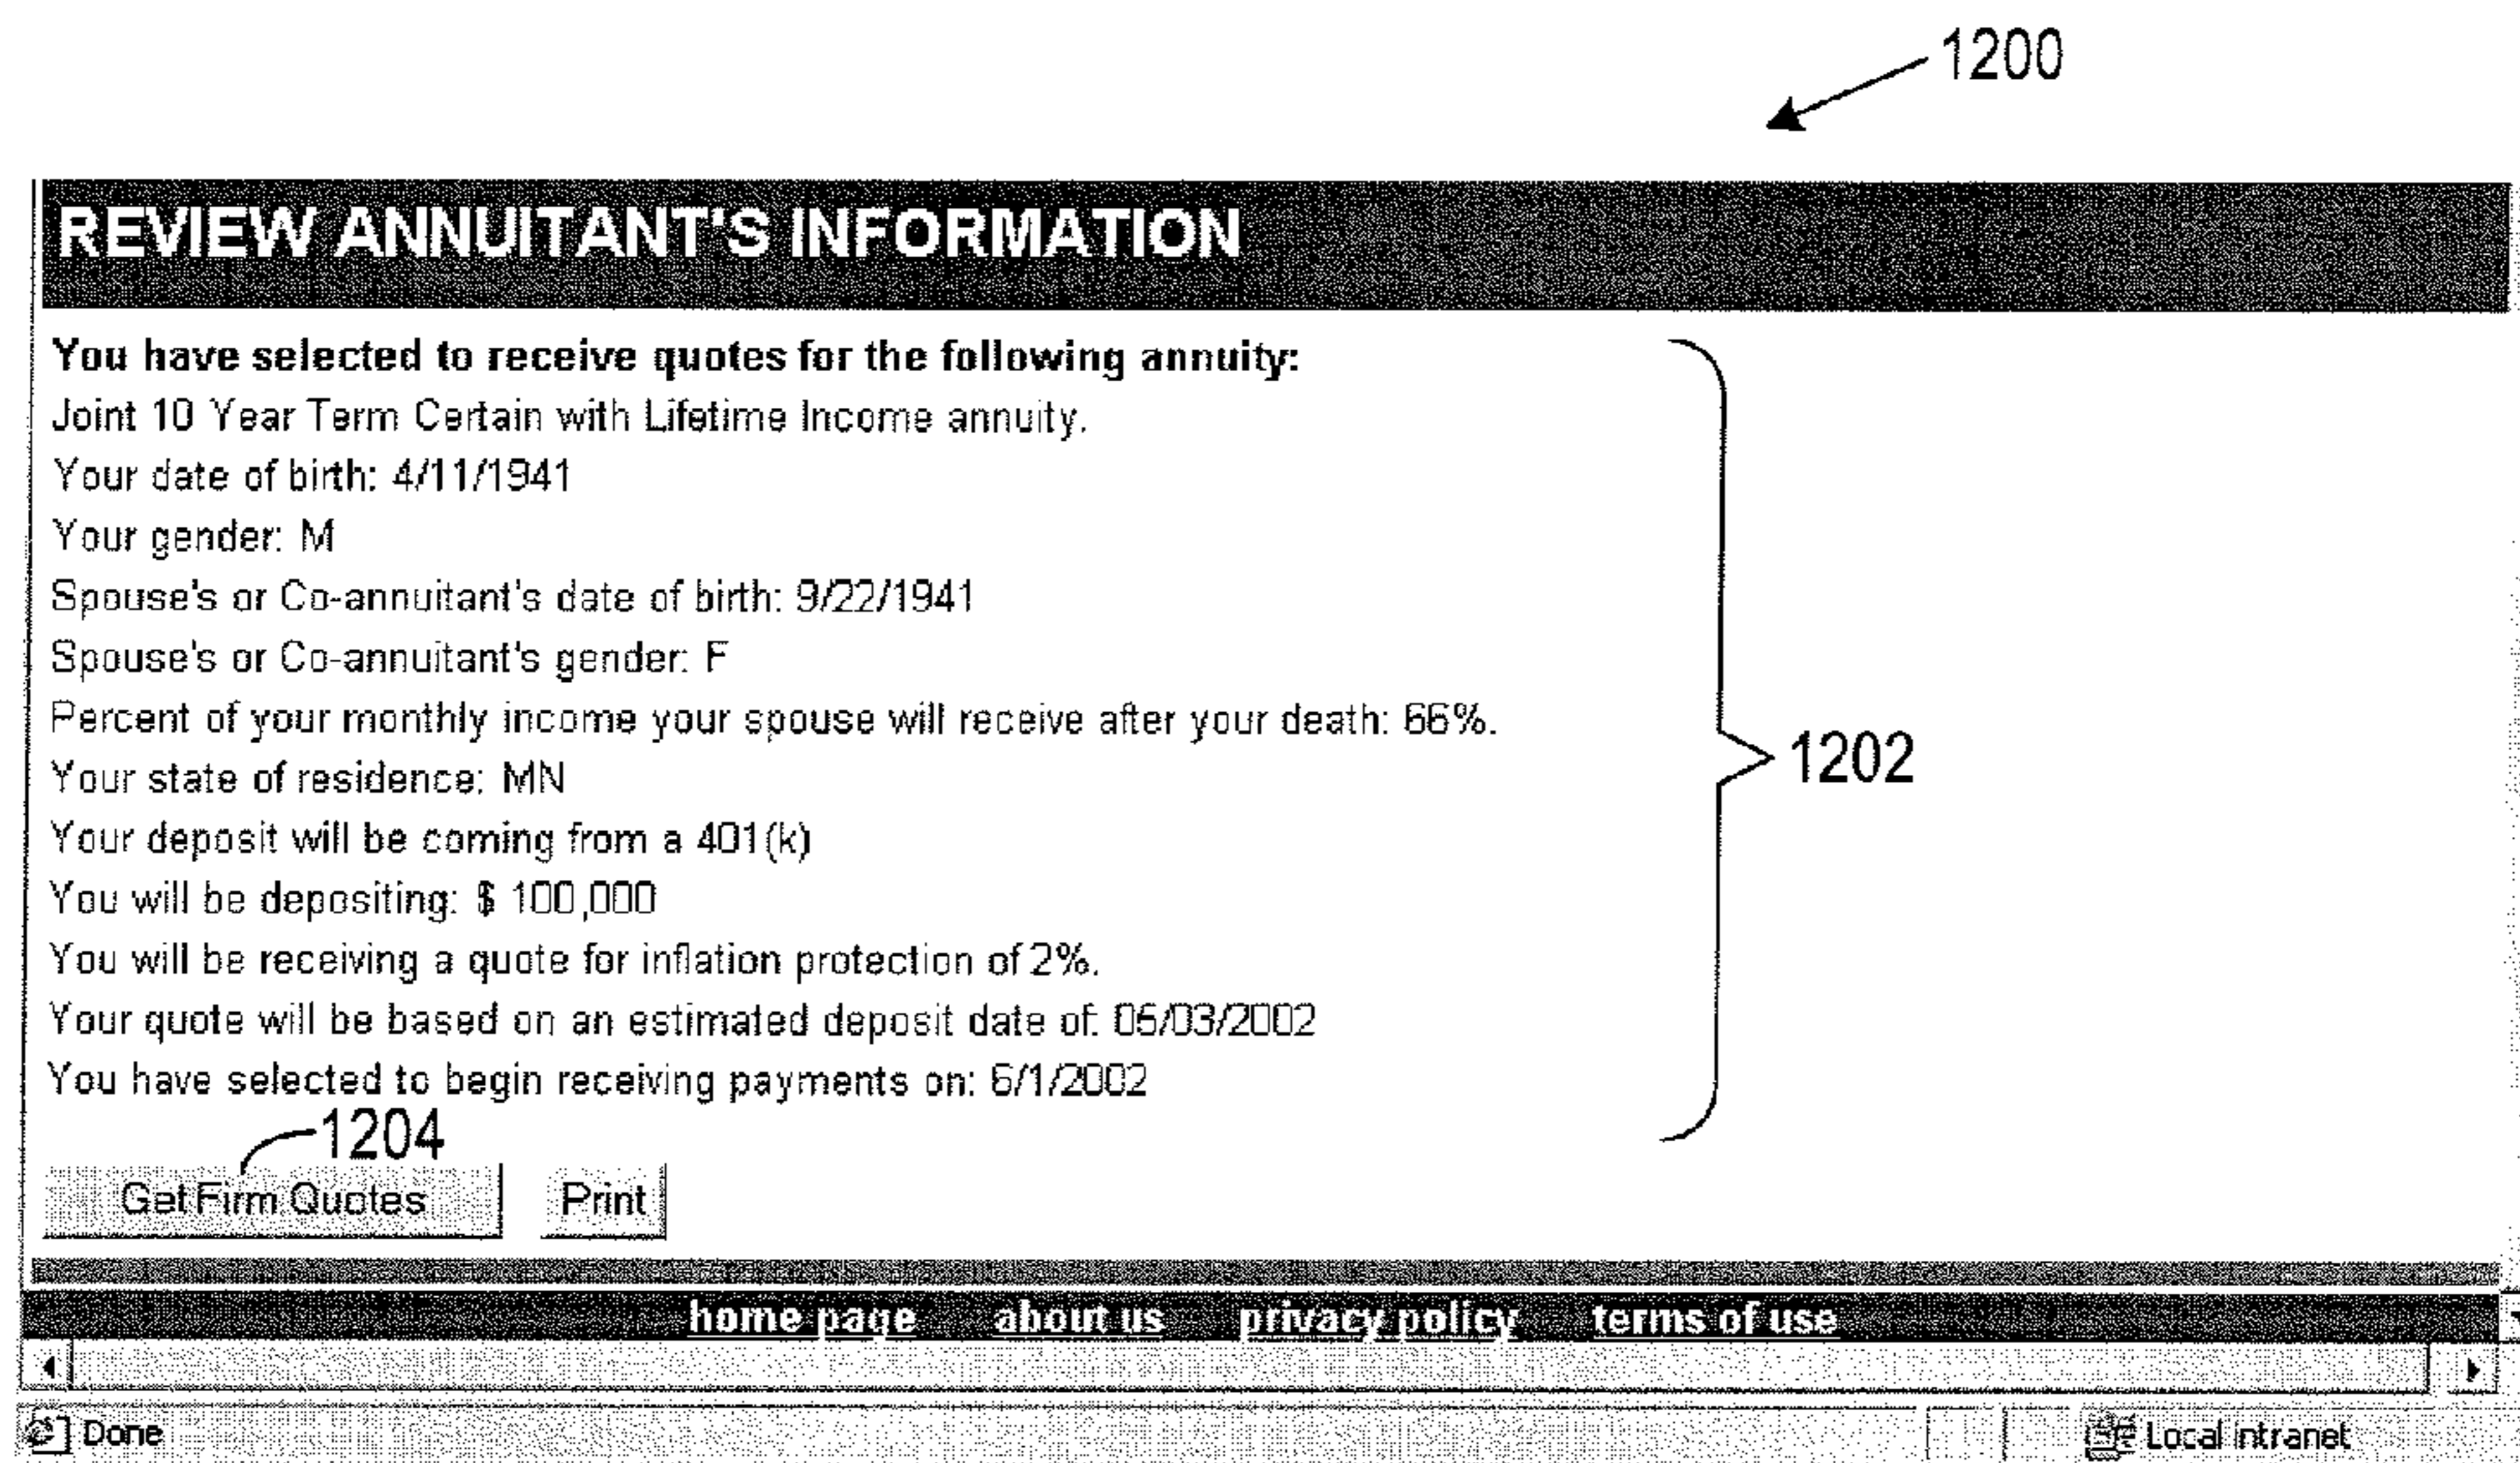 1200
REVIEW ANNUITANT'S INFORMATION
You have selected to receive quotes for the following annuity:
Joint 10 Year Term Certain with Lifetime Income annuity.
Your date of birth: 4/11/1941
Your gender: M
Spouse's or Co-annuitant's date of birth: 9/22/1941
Spouse's or Co-annuitant's gender: F
Percent of your monthly income your spouse will receive after your death: 66%.
Your state of residence: MN
1202
Your deposit will be coming from a 401(k)
You will be depositing: $ 100,000
You will be receiving a quote for inflation protection of 2%.
Your quote will be based on an estimated deposit date of:
You have selected to begin receiving payments on: 6/1/2002
1204
Get Firm Quotes Print
home page about us privacy policy terms of use
Done Local intranet